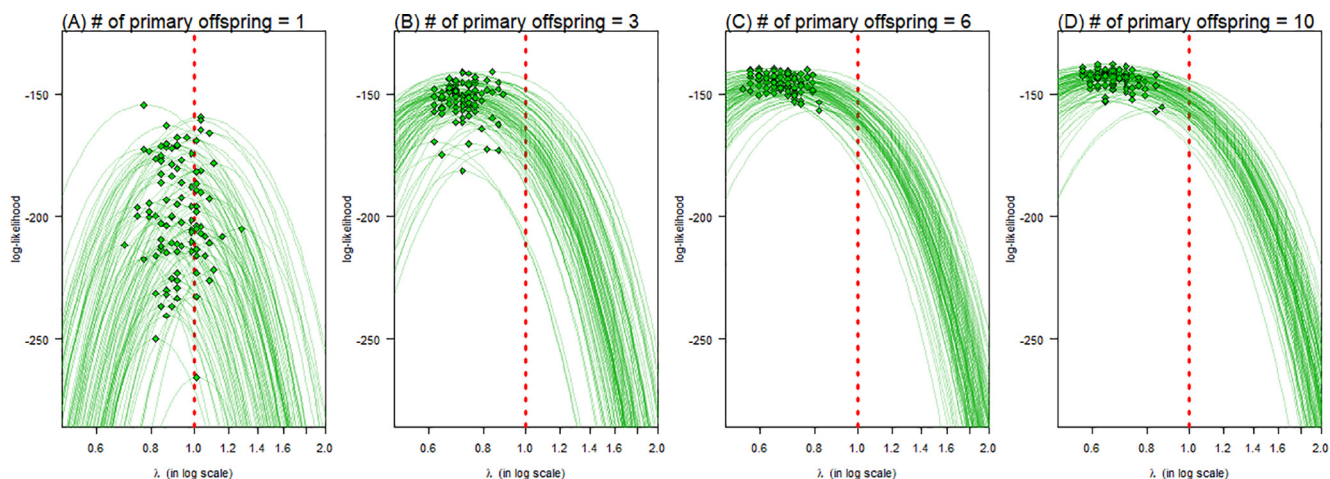 (A) # of primary offspring = 1
(B) # of primary offspring = 3
(C) # of primary offspring = 6
(D) # of primary offspring = 10
log-likelihood
-150
-200
-250
0.6 0.8 1.0 1.2 1.4 1.6 2.0
λ (in log scale)
log-likelihood
-150
-200
-250
0.6 0.8 1.0 1.2 1.4 1.6 2.0
λ (in log scale)
log-likelihood
-150
-200
-250
0.6 0.8 1.0 1.2 1.4 1.6 2.0
λ (in log scale)
log-likelihood
-150
-200
-250
0.6 0.8 1.0 1.2 1.4 1.6 2.0
λ (in log scale)